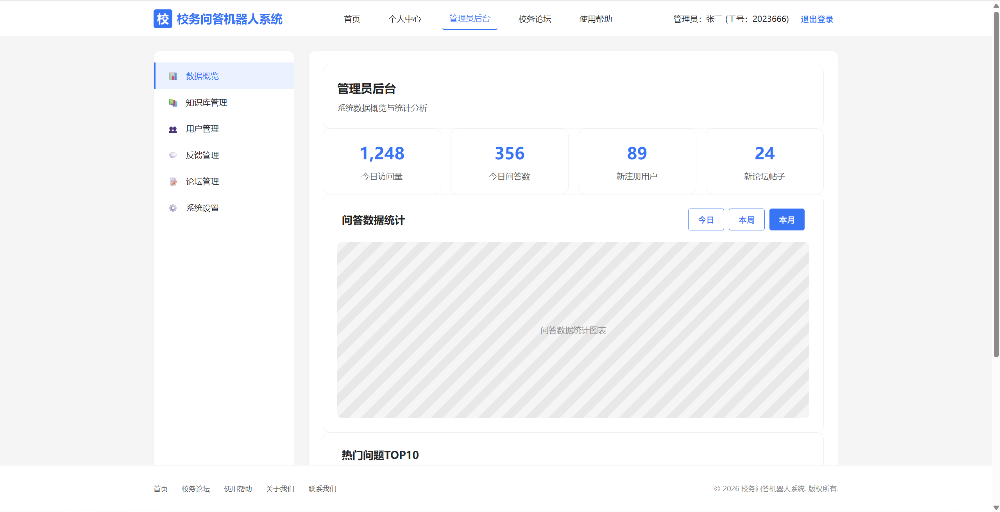 校 校务问答机器人系统 首页 个人中心 管理员后台 校务论坛 使用帮助 管理员：张三 (工号：2023666) 退出登录
数据概览
知识库管理
用户管理
反馈管理
论坛管理
系统设置
管理员后台
系统数据概览与统计分析
1,248
今日访问量
356
今日问答数
89
新注册用户
24
新论坛帖子
问答数据统计
今日 本周 本月
问答数据统计图表
热门问题TOP10
首页 校务论坛 使用帮助 关于我们 联系我们
© 2026 校务问答机器人系统. 版权所有.